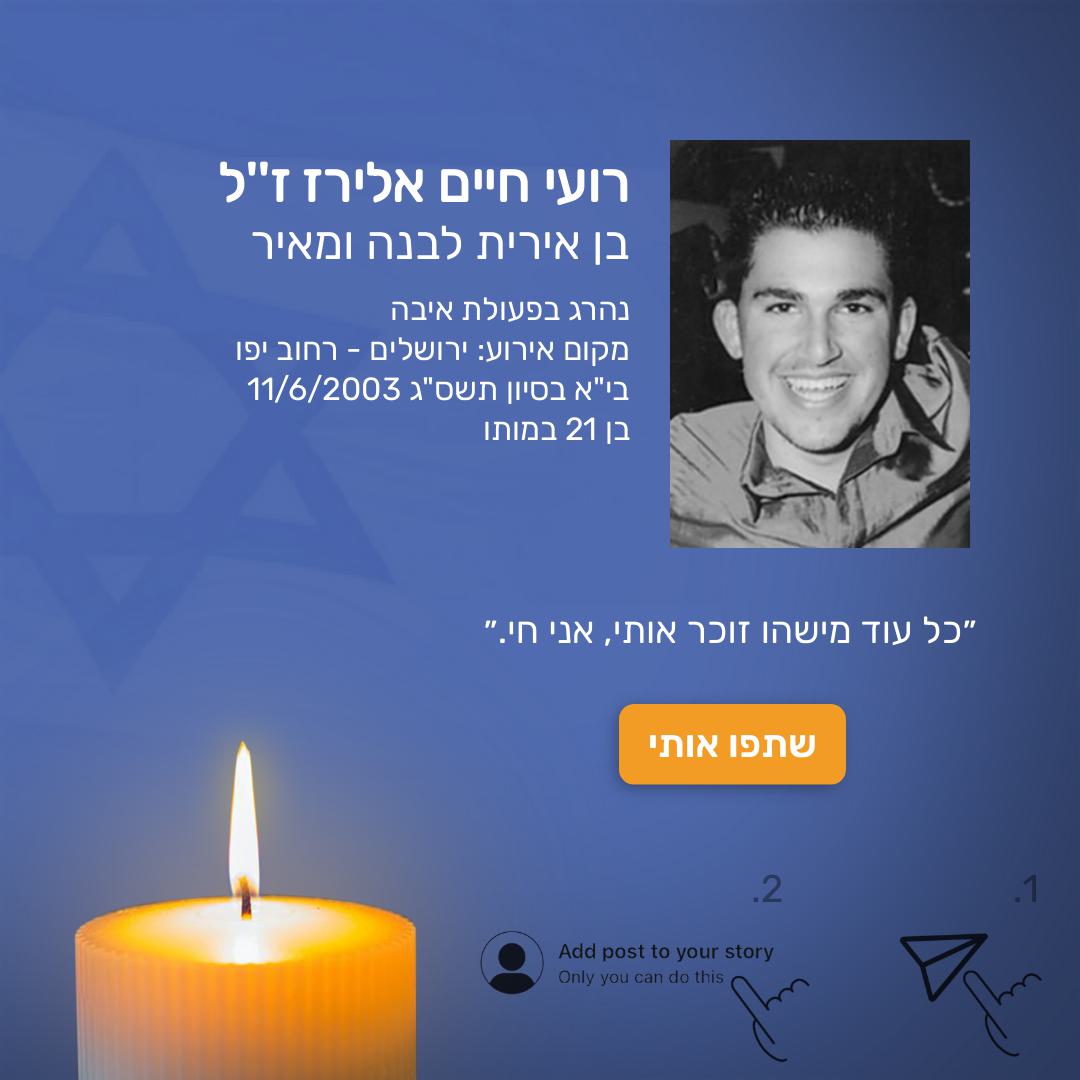 רועי חיים אלירז ז"ל
בן אירית לבנה ומאיר
נהרג בפעולת איבה
מקום אירוע: ירושלים - רחוב יפו
בי"א בסיון תשס"ג 11/6/2003
בן 21 במותו
״כל עוד מישהו זוכר אותי, אני חי.״
שתפו אותי
.1
.2
Add post to your story
Only you can do this